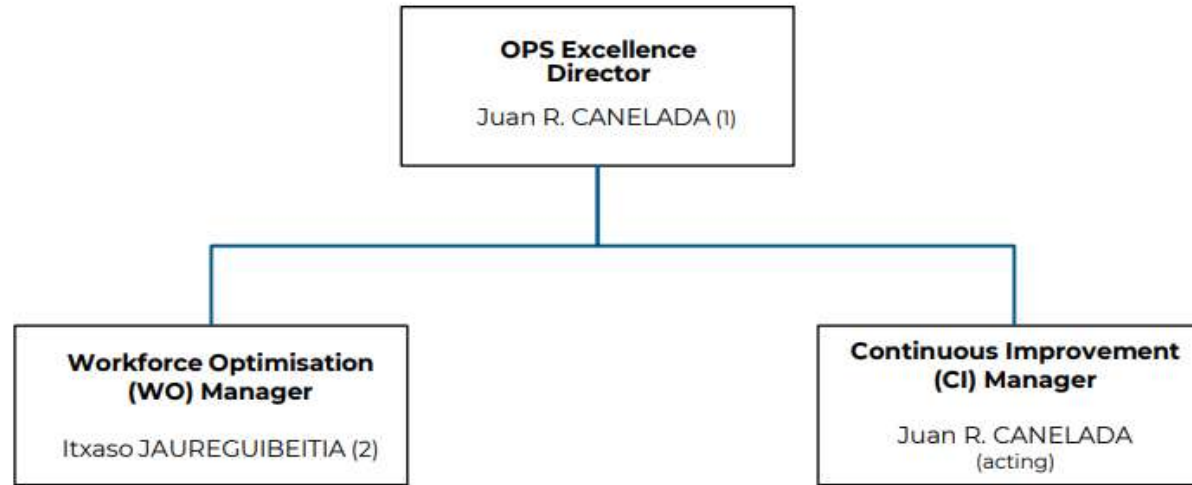 OPS Excellence
Director
Juan R. CANELADA (1)
Workforce Optimisation
(WO) Manager
Itxaso JAUREGUIBEITIA (2)
Continuous Improvement
(CI) Manager
Juan R. CANELADA
(acting)